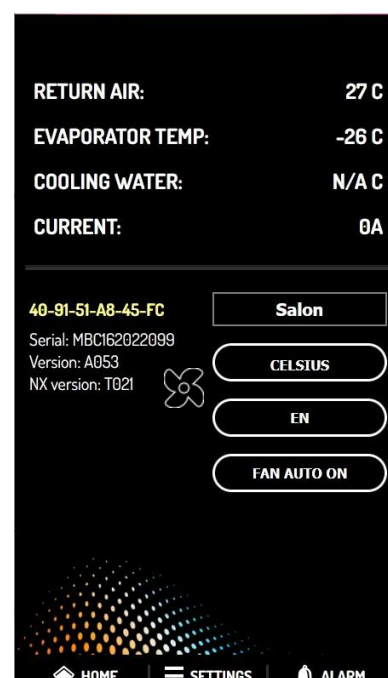 RETURN AIR: 27 C
EVAPORATOR TEMP: -26 C
COOLING WATER: N/A C
CURRENT: 0A
40-91-51-A8-45-FC
Serial: MBC162022099
Version: A053
NX version: T021
Salon
CELSIUS
EN
FAN AUTO ON
HOME SETTINGS ALARM